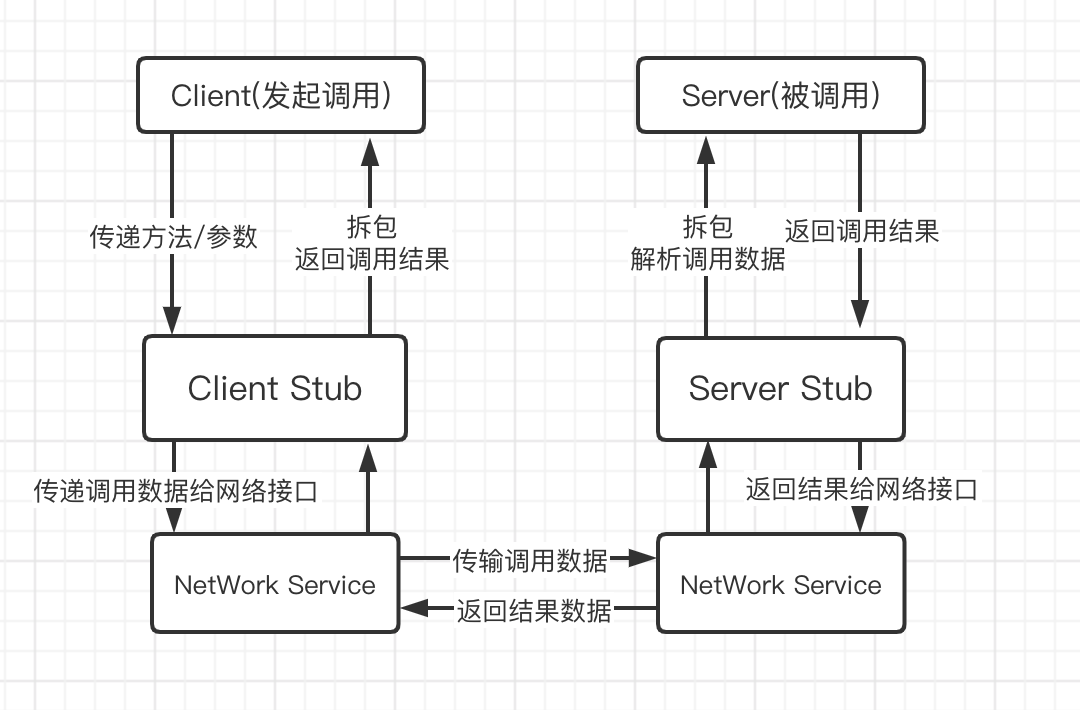 Client(发起调用)
Server(被调用)
传递方法/参数
拆包
返回调用结果
拆包
解析调用数据
返回调用结果
Client Stub
Server Stub
传递调用数据给网络接口
返回结果给网络接口
NetWork Service
传输调用数据
返回结果数据
NetWork Service